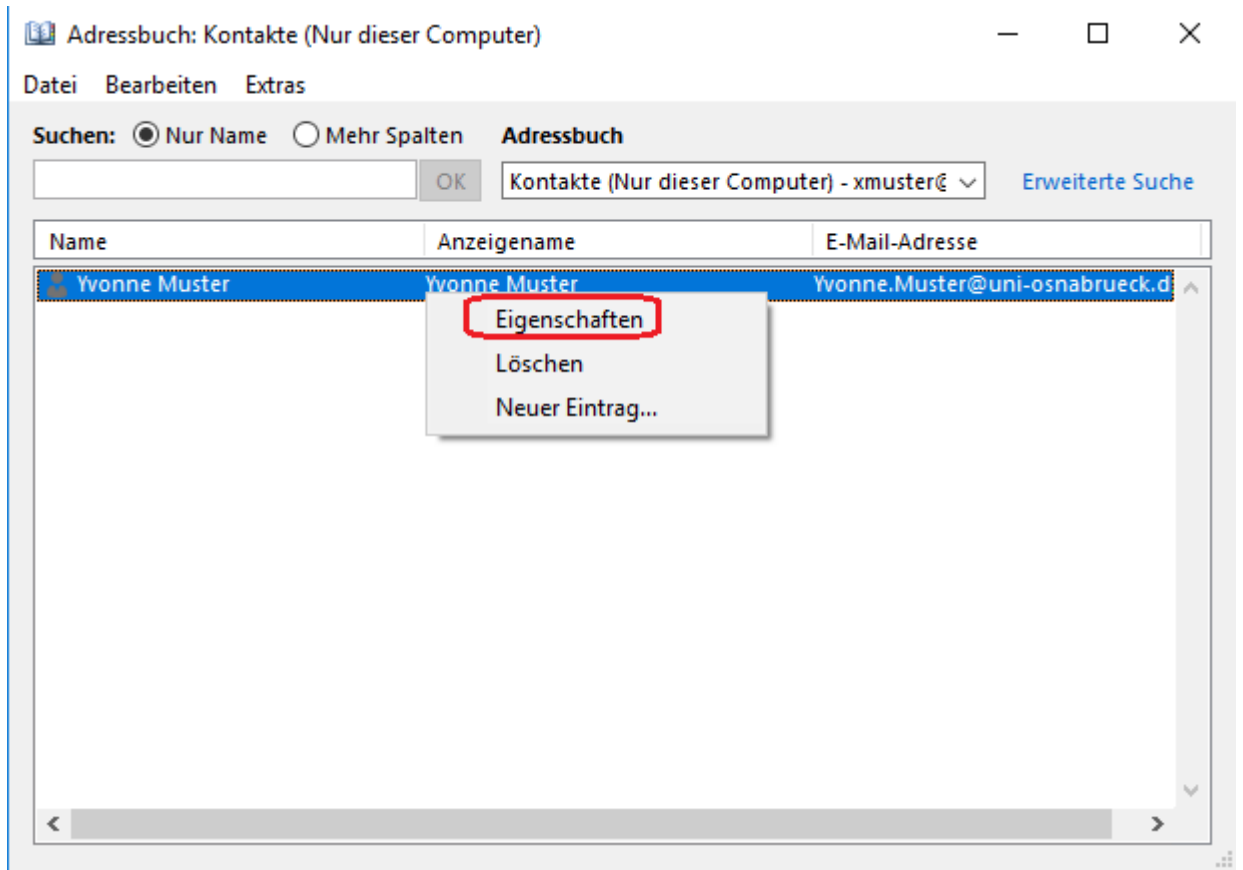 Adressbuch: Kontakte (Nur dieser Computer)
Datei Bearbeiten Extras
Suchen: Nur Name Mehr Spalten Adressbuch
OK Kontakte (Nur dieser Computer) - xmuster@ Erweiterte Suche
Name Anzeigename E-Mail-Adresse
Yvonne Muster Yvonne Muster Yvonne.Muster@uni-osnabrueck.d
Eigenschaften
Löschen
Neuer Eintrag...